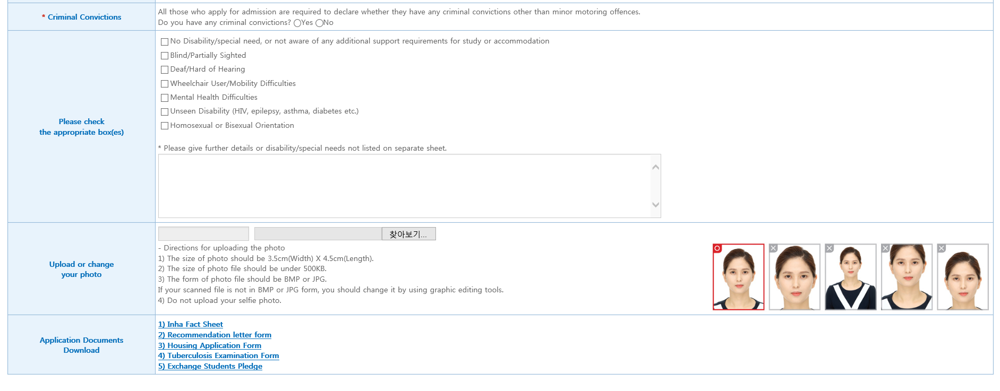 * Criminal Convictions
All those who apply for admission are required to declare whether they have any criminal convictions other than minor motoring offences.
Do you have any criminal convictions? Yes No
Please check
the appropriate box(es)
No Disability/special need, or not aware of any additional support requirements for study or accommodation
Blind/Partially Sighted
Deaf/Hard of Hearing
Wheelchair User/Mobility Difficulties
Mental Health Difficulties
Unseen Disability (HIV, epilepsy, asthma, diabetes etc.)
Homosexual or Bisexual Orientation
* Please give further details or disability/special needs not listed on separate sheet.
Upload or change
your photo
찾아보기...
- Directions for uploading the photo
1) The size of photo should be 3.5cm(Width) X 4.5cm(Length).
2) The size of photo file should be under 500KB.
3) The form of photo file should be BMP or JPG.
If your scanned file is not in BMP or JPG form, you should change it by using graphic editing tools.
4) Do not upload your selfie photo.
Application Documents
Download
1) Inha Fact Sheet
2) Recommendation letter form
3) Housing Application Form
4) Tuberculosis Examination Form
5) Exchange Students Pledge